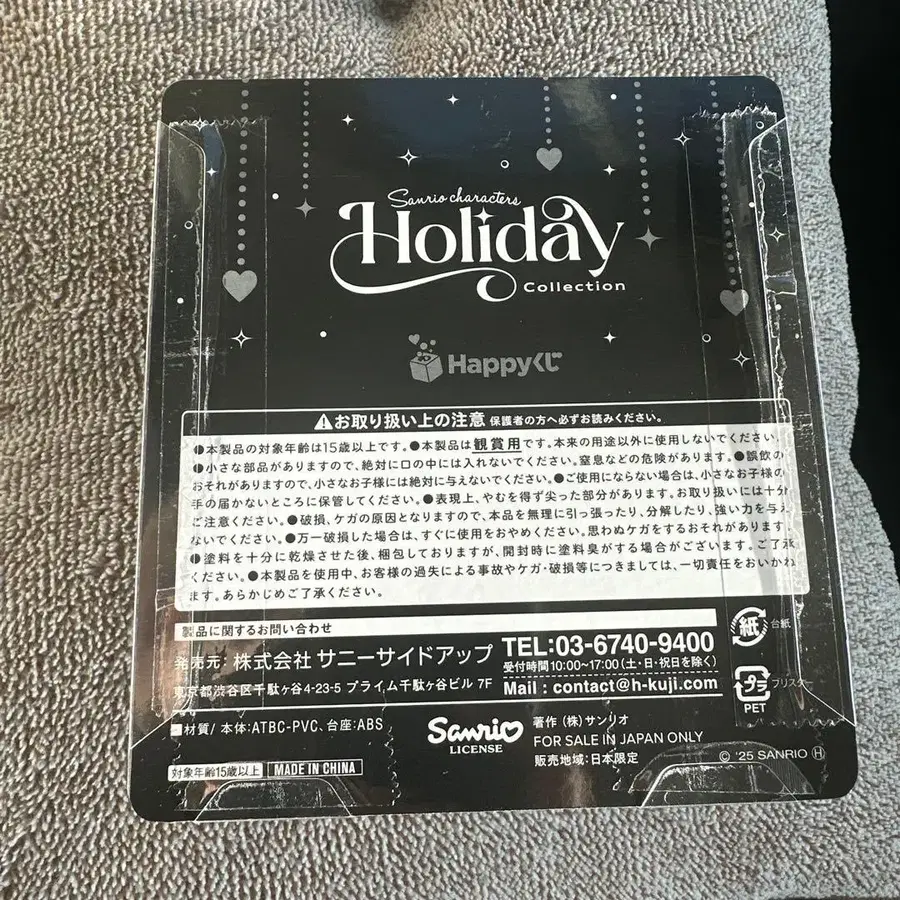 Sanrio characters
Holiday
Collection
Happyくじ
お取り扱い上の注意 保護者の方へ必ずお読みください。
●本製品の対象年齢は15歳以上です。●本製品は観賞用です。本来の用途以外に使用しないでください。
●小さな部品がありますので、絶対に口の中には入れないでください。窒息などの危険があります。●誤飲の
おそれがありますので、小さなお子様には絶対に与えないでください。●ご使用にならない場合は、小さなお子様の
手の届かないところに保管してください。●表現上、やむを得ず尖った部分があります。お取り扱いには十分
ご注意ください。●破損、ケガの原因となりますので、本品を無理に引っ張ったり、分解したり、強い力を与え
ないでください。●万一破損した場合は、すぐに使用をおやめください。思わぬケガをするおそれがあります。
●塗料を十分に乾燥させた後、梱包しておりますが、開封時に塗料臭がする場合がございます。ご了承
ください。●本製品を使用中、お客様の過失による事故やケガ・破損等につきましては、一切責任をおいかね
ます。あらかじめご了承ください。
製品に関するお問い合わせ
発売元: 株式会社 サニーサイドアップ
東京都渋谷区千駄ヶ谷4-23-5 プライム千駄ヶ谷ビル 7F
TEL:03-6740-9400
受付時間10:00~17:00(土・日・祝日を除く)
Mail : contact@h-kuji.com
紙 台紙
プラ ブリスター
PET
■材質/ 本体:ATBC-PVC、台座:ABS
対象年齢15歳以上 MADE IN CHINA
Sanrio
LICENSE
著作 (株)サンリオ
FOR SALE IN JAPAN ONLY
販売地域:日本限定
© '25 SANRIO Ⓗ